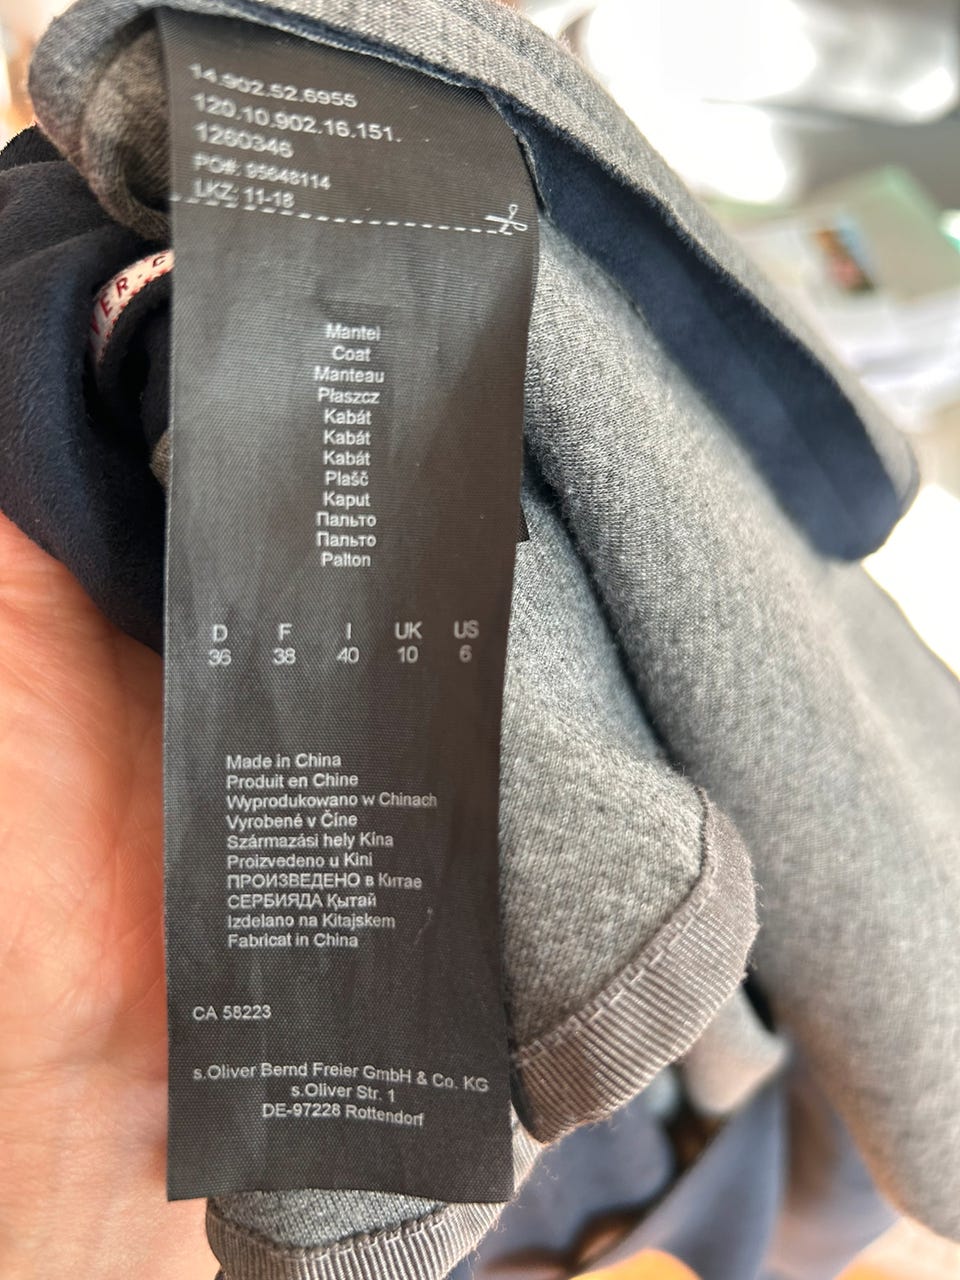 14.902.52.6955
120.10.902.16.151.
1260346
PO#: 95648114
LKZ: 11-18
Mantel
Coat
Manteau
Płaszcz
Kabát
Kabát
Kabát
Plašč
Kaput
Пальто
Пальто
Palton
D F I UK US
36 38 40 10 6
Made in China
Produit en Chine
Wyprodukowano w Chinach
Vyrobené v Číne
Származási hely Kína
Proizvedeno u Kini
ПРОИЗВЕДЕНО в Китае
СЕРБИЯДА Қытай
Izdelano na Kitajskem
Fabricat in China
CA 58223
s.Oliver Bernd Freier GmbH & Co. KG
s.Oliver Str. 1
DE-97228 Rottendorf